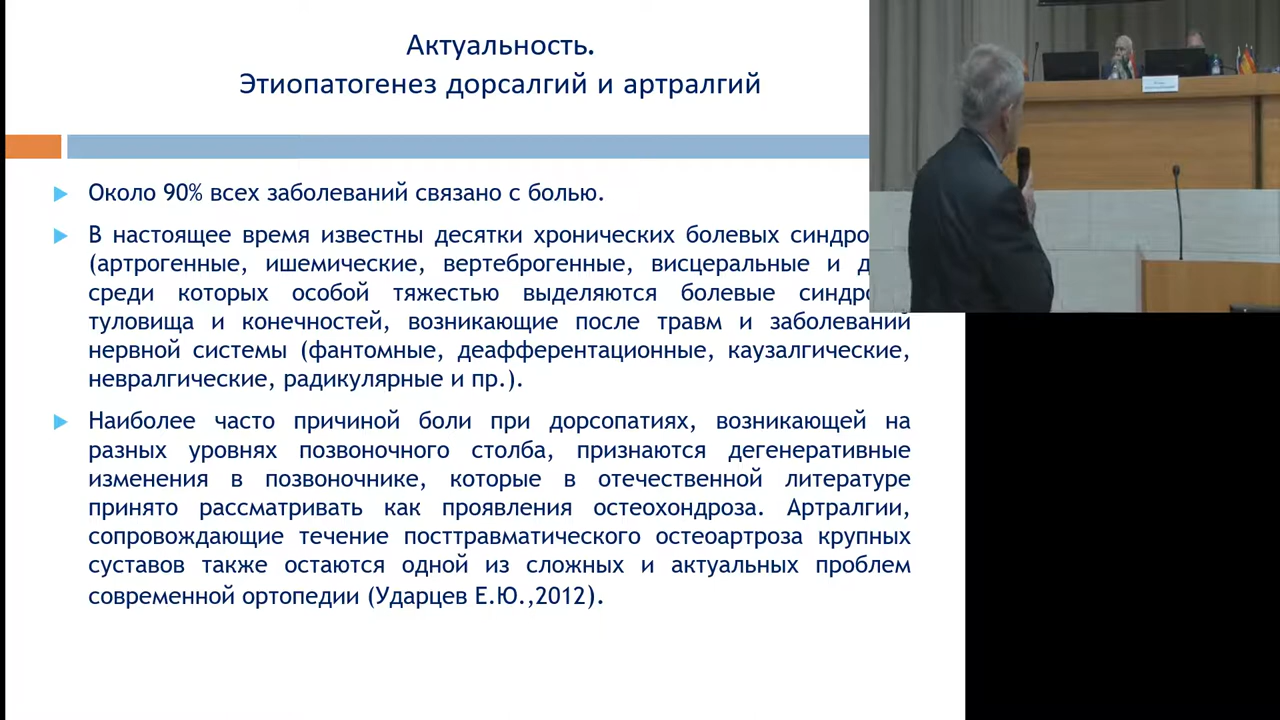 Актуальность.
Этиопатогенез дорсалгий и артралгий
Около 90% всех заболеваний связано с болью.
В настоящее время известны десятки хронических болевых синдро
(артрогенные, ишемические, вертеброгенные, висцеральные и д
среди которых особой тяжестью выделяются болевые синдро
туловища и конечностей, возникающие после травм и заболеваний
нервной системы (фантомные, деафферентационные, каузалгические,
невралгические, радикулярные и пр.).
Наиболее часто причиной боли при дорсопатиях, возникающей на
разных уровнях позвоночного столба, признаются дегенеративные
изменения в позвоночнике, которые в отечественной литературе
принято рассматривать как проявления остеохондроза. Артралгии,
сопровождающие течение посттравматического остеоартроза крупных
суставов также остаются одной из сложных и актуальных проблем
современной ортопедии (Ударцев Е.Ю.,2012).